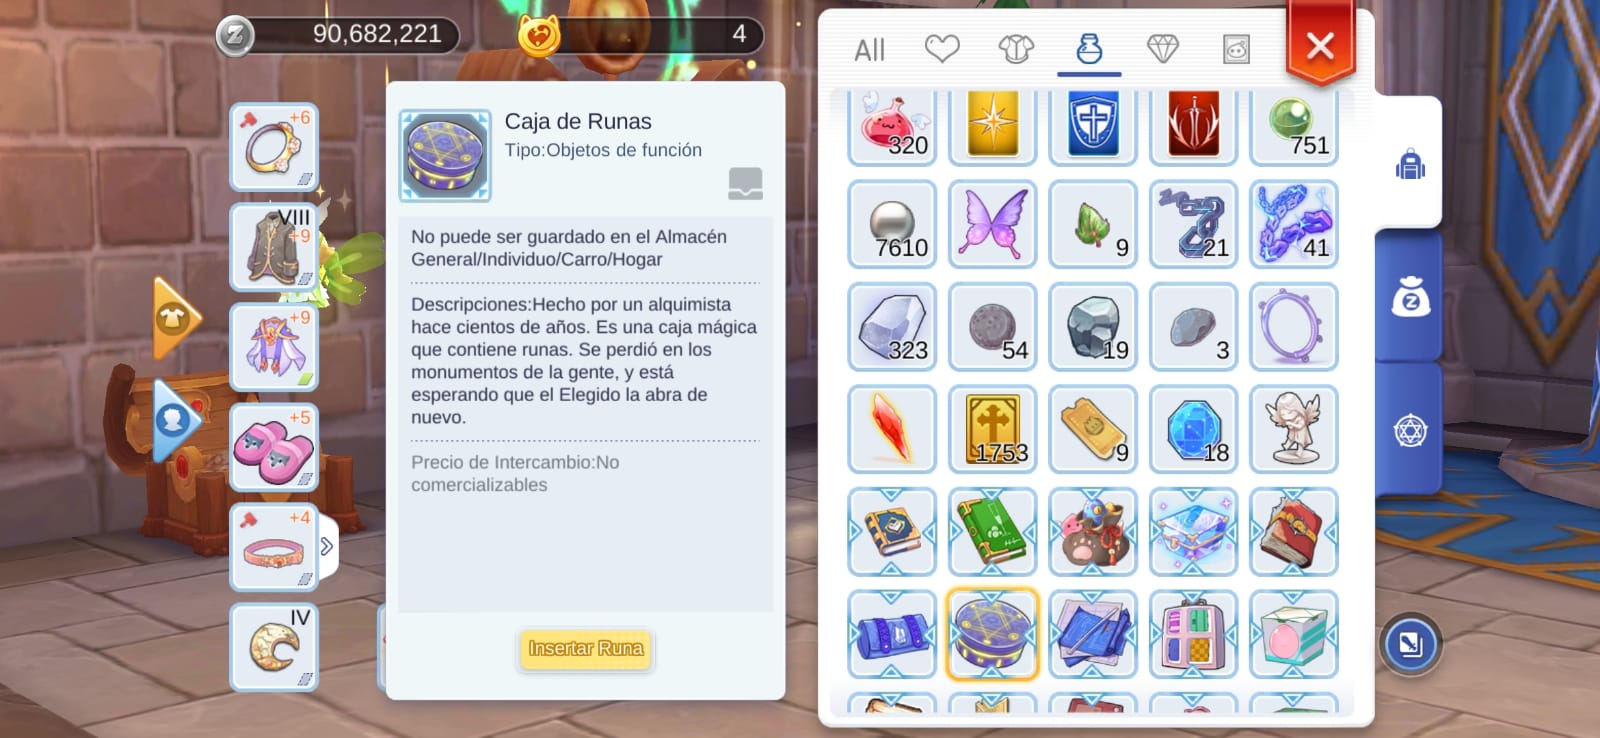 90,682,221
4
All
+6
VIII
+9
+9
+5
+4
IV
Caja de Runas
Tipo:Objetos de función
No puede ser guardado en el Almacén
General/Individuo/Carro/Hogar
Descripciones:Hecho por un alquimista
hace cientos de años. Es una caja mágica
que contiene runas. Se perdió en los
monumentos de la gente, y está
esperando que el Elegido la abra de
nuevo.
Precio de Intercambio:No
comercializables
Insertar Runa
320
751
7610
9
21
41
323
54
19
3
1753
9
18